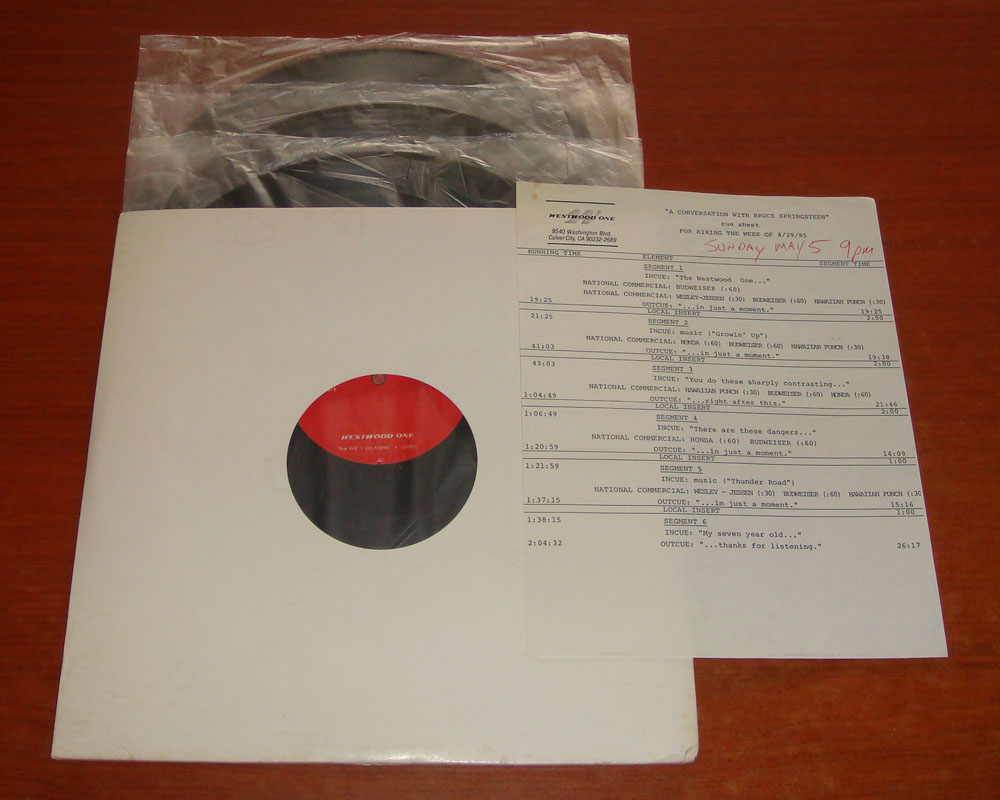 WESTWOOD ONE
New York • Los Angeles • London
WESTWOOD ONE
9540 Washington Blvd.
Culver City, CA 90232-2689
"A CONVERSATION WITH BRUCE SPRINGSTEEN"
cue sheet
FOR AIRING THE WEEK OF 4/29/85
SUNDAY MAY 5 9pm
RUNNING TIME ELEMENT SEGMENT TIME
SEGMENT 1
INCUE: "The Westwood One..."
NATIONAL COMMERCIAL: BUDWEISER (:60)
NATIONAL COMMERCIAL: WESLEY-JESSEN (:30) BUDWEISER (:60) HAWAIIAN PUNCH (:30)
19:25 OUTCUE: "...in just a moment." 19:25
LOCAL INSERT 2:00
21:25 SEGMENT 2
INCUE: music ("Growin' Up")
NATIONAL COMMERCIAL: HONDA (:60) BUDWEISER (:60) HAWAIIAN PUNCH (:30)
41:03 OUTCUE: "...in just a moment." 19:38
LOCAL INSERT 2:00
43:03 SEGMENT 3
INCUE: "You do these sharply contrasting..."
NATIONAL COMMERCIAL: HAWAIIAN PUNCH (:30) BUDWEISER (:60) HONDA (:60)
1:04:49 OUTCUE: "...right after this." 21:46
LOCAL INSERT 2:00
1:06:49 SEGMENT 4
INCUE: "There are these dangers..."
NATIONAL COMMERCIAL: HONDA (:60) BUDWEISER (:60)
1:20:59 OUTCUE: "...in just a moment." 14:09
LOCAL INSERT 1:00
1:21:59 SEGMENT 5
INCUE: music ("Thunder Road")
NATIONAL COMMERCIAL: WESLEY - JESSEN (:30) BUDWEISER (:60) HAWAIIAN PUNCH (:30
1:37:15 OUTCUE: "...im just a moment." 15:16
LOCAL INSERT 1:00
1:38:15 SEGMENT 6
INCUE: "My seven year old..."
2:04:32 OUTCUE: "...thanks for listening." 26:17